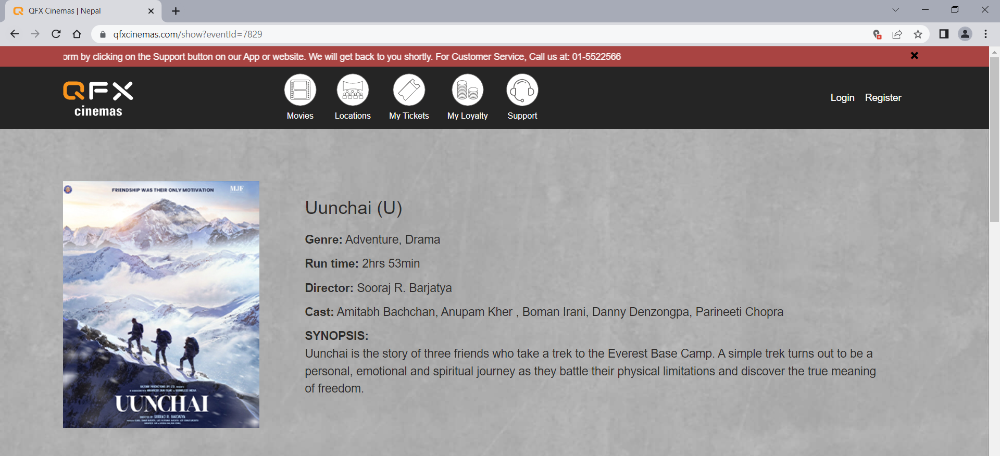 QFX Cinemas | Nepal
qfxcinemas.com/show?eventId=7829
orm by clicking on the Support button on our App or website. We will get back to you shortly. For Customer Service, Call us at: 01-5522566
QFX
cinemas
Movies
Locations
My Tickets
My Loyalty
Support
Login
Register
FRIENDSHIP WAS THEIR ONLY MOTIVATION
MJF
UUNCHAI
DIRECTED BY SOORAJ R. BARJATYA
Uunchai (U)
Genre: Adventure, Drama
Run time: 2hrs 53min
Director: Sooraj R. Barjatya
Cast: Amitabh Bachchan, Anupam Kher , Boman Irani, Danny Denzongpa, Parineeti Chopra
SYNOPSIS:
Uunchai is the story of three friends who take a trek to the Everest Base Camp. A simple trek turns out to be a
personal, emotional and spiritual journey as they battle their physical limitations and discover the true meaning
of freedom.